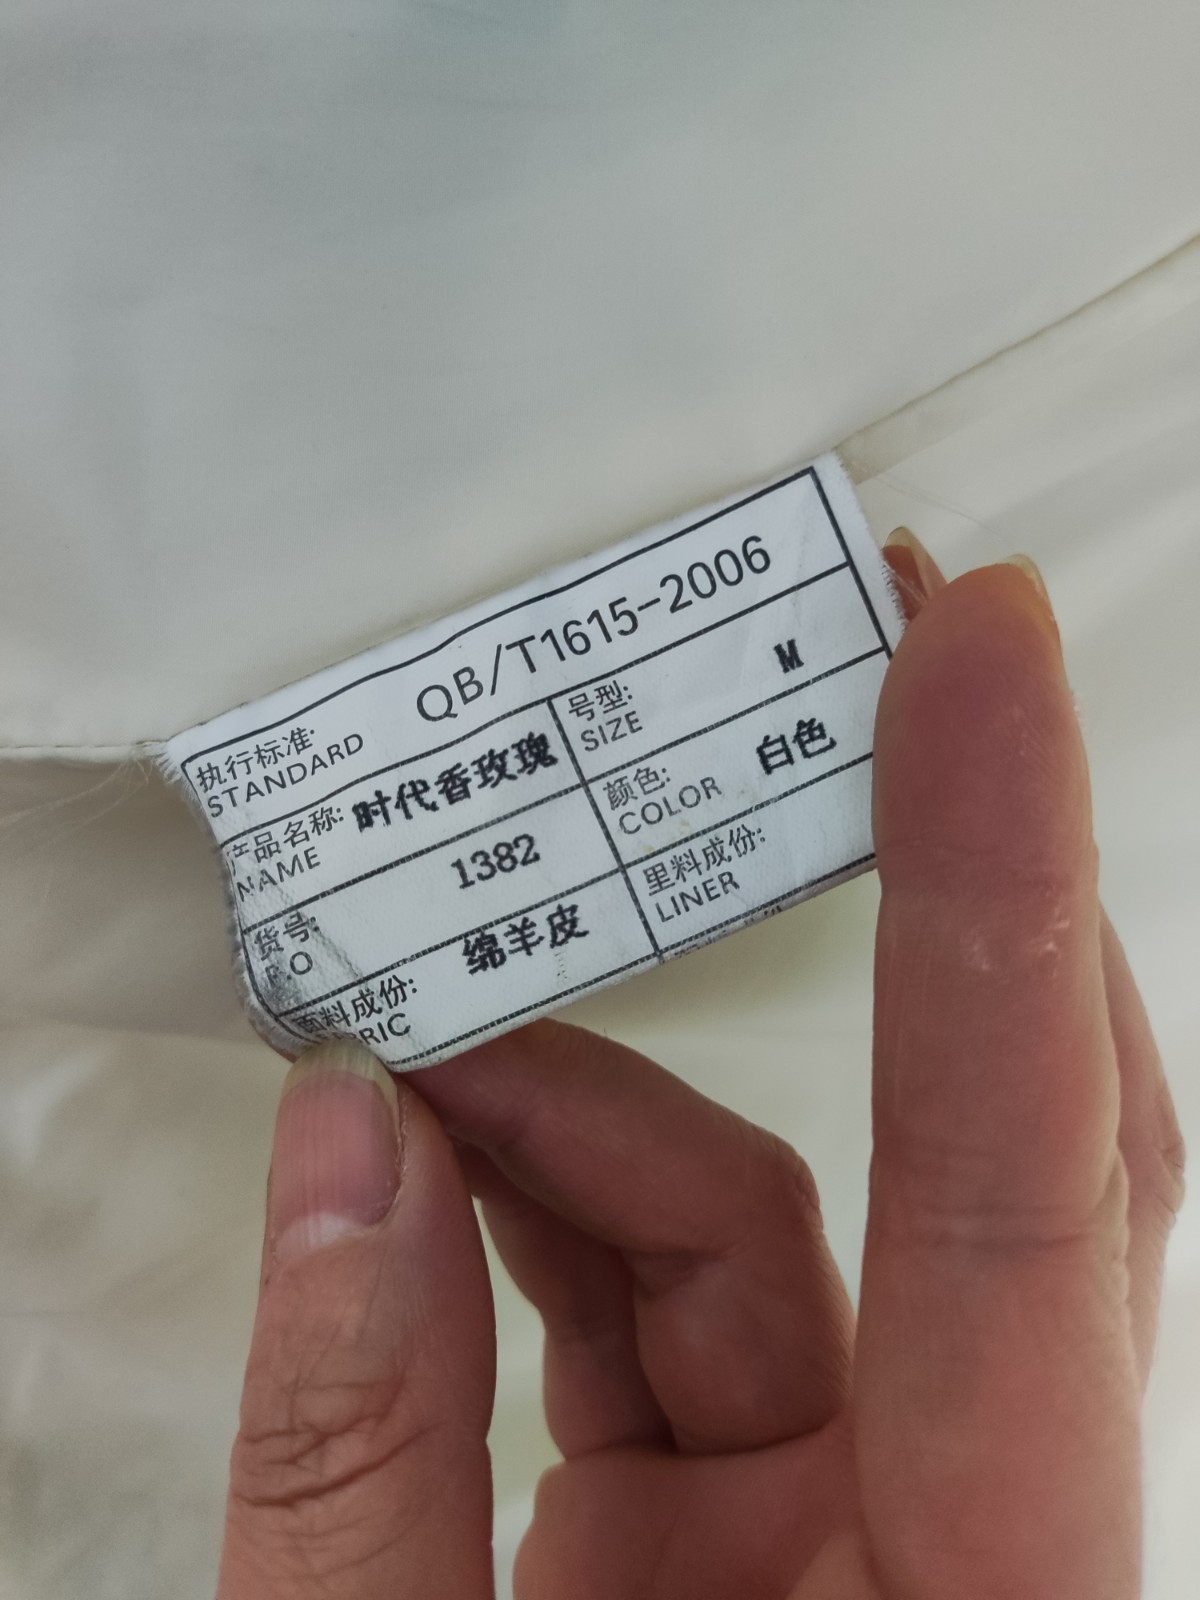 执行标准:
STANDARD
QB/T1615-2006
产品名称:
NAME
时代香玫瑰
号型:
SIZE
M
货号:
1382
颜色:
COLOR
白色
面料成份:
绵羊皮
里料成份:
LINER